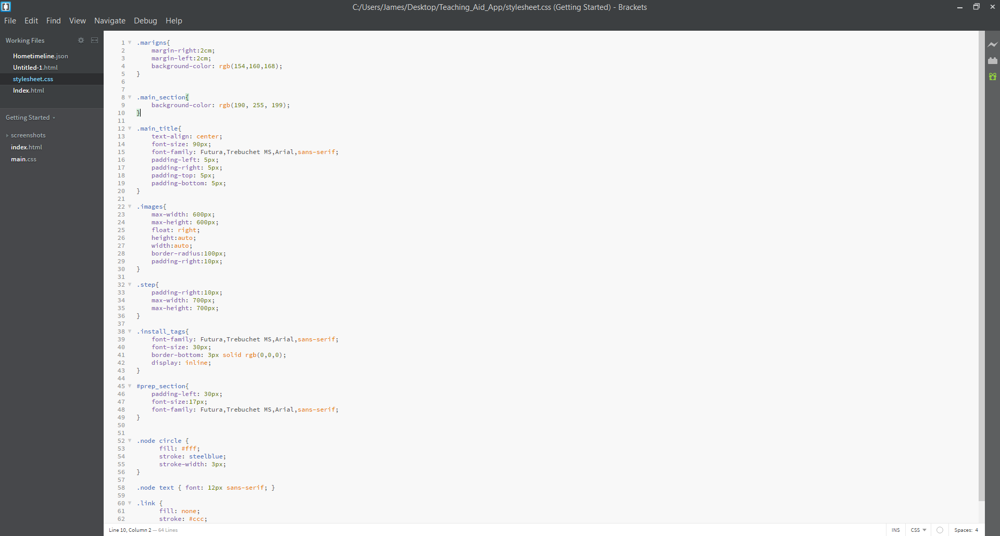 C:/Users/James/Desktop/Teaching_Aid_App/stylesheet.css (Getting Started) - Brackets
File Edit Find View Navigate Debug Help
Working Files
Hometimeline.json
Untitled-1.html
stylesheet.css
Index.html
Getting Started
screenshots
index.html
main.css
1 .marigns{
2 margin-right:2cm;
3 margin-left:2cm;
4 background-color: rgb(154,160,168);
5 }
6
7
8 .main_section{
9 background-color: rgb(190, 255, 199);
10 }
11
12 .main_title{
13 text-align: center;
14 font-size: 90px;
15 font-family: Futura,Trebuchet MS,Arial,sans-serif;
16 padding-left: 5px;
17 padding-right: 5px;
18 padding-top: 5px;
19 padding-bottom: 5px;
20 }
21
22 .images{
23 max-width: 600px;
24 max-height: 600px;
25 float: right;
26 height:auto;
27 width:auto;
28 border-radius:100px;
29 padding-right:10px;
30 }
31
32 .step{
33 padding-right:10px;
34 max-width: 700px;
35 max-height: 700px;
36 }
37
38 .install_tags{
39 font-family: Futura,Trebuchet MS,Arial,sans-serif;
40 font-size: 30px;
41 border-bottom: 3px solid rgb(0,0,0);
42 display: inline;
43 }
44
45 #prep_section{
46 padding-left: 30px;
47 font-size:17px;
48 font-family: Futura,Trebuchet MS,Arial,sans-serif;
49 }
50
51
52 .node circle {
53 fill: #fff;
54 stroke: steelblue;
55 stroke-width: 3px;
56 }
57
58 .node text { font: 12px sans-serif; }
59
60 .link {
61 fill: none;
62 stroke: #ccc;
Line 10, Column 2 — 64 Lines
INS CSS Spaces: 4